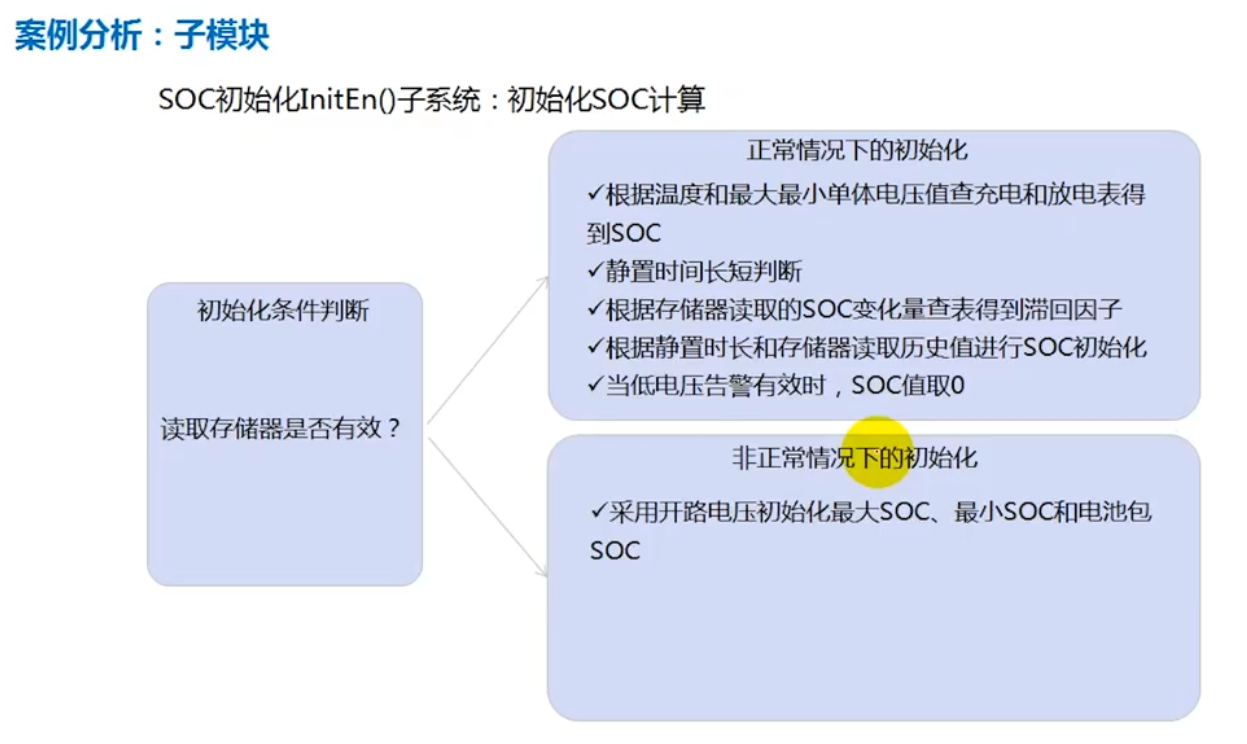 案例分析：子模块
SOC初始化InitEn()子系统：初始化SOC计算
初始化条件判断
读取存储器是否有效？
正常情况下的初始化
✓根据温度和最大最小单体电压值查充电和放电表得
到SOC
✓静置时间长短判断
✓根据存储器读取的SOC变化量查表得到滞回因子
✓根据静置时长和存储器读取历史值进行SOC初始化
✓当低电压告警有效时，SOC值取0
非正常情况下的初始化
✓采用开路电压初始化最大SOC、最小SOC和电池包
SOC